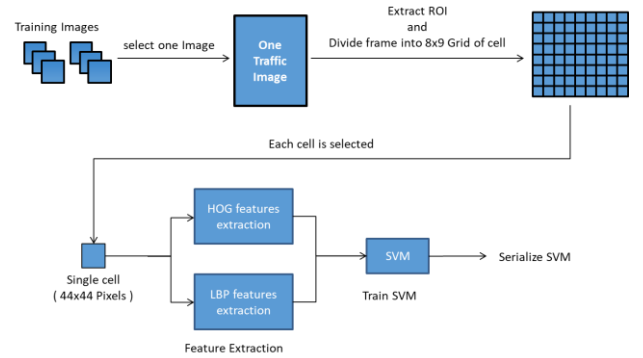 Training Images
select one Image
One
Traffic
Image
Extract ROI
and
Divide frame into 8x9 Grid of cell
Each cell is selected
Single cell
( 44x44 Pixels )
HOG features
extraction
LBP features
extraction
Feature Extraction
SVM
Train SVM
Serialize SVM